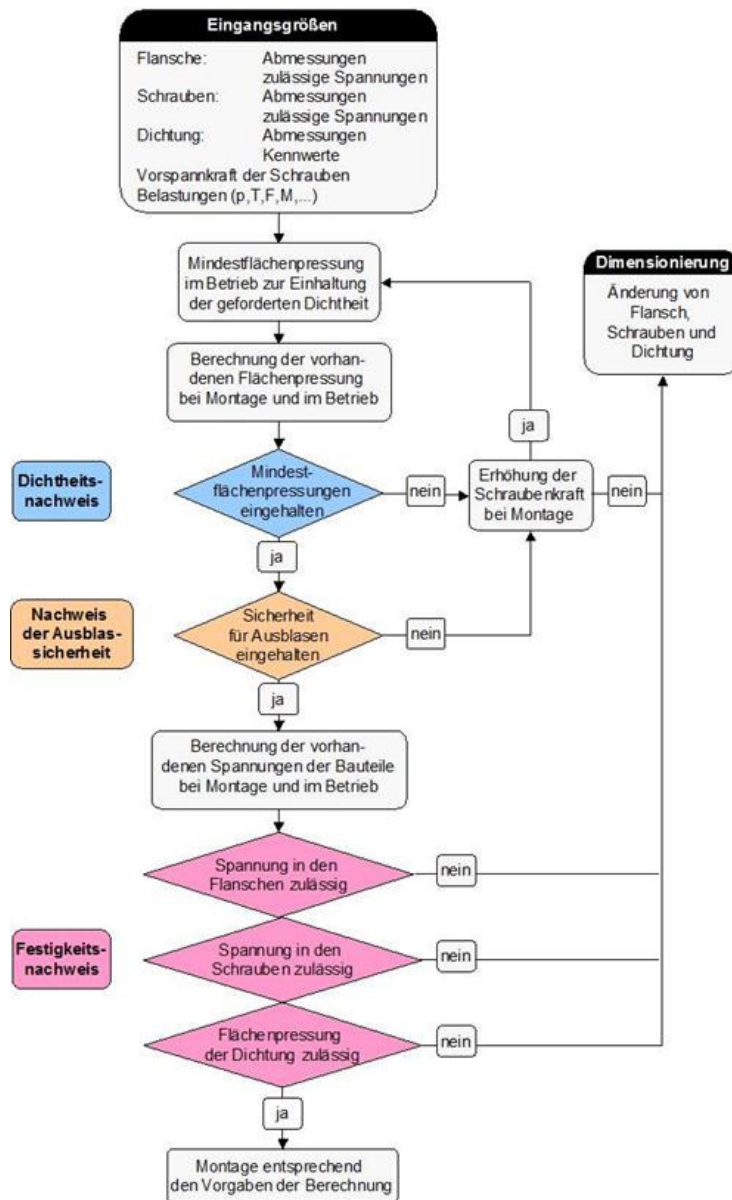 Eingangsgrößen
Flansche: Abmessungen
zulässige Spannungen
Schrauben: Abmessungen
zulässige Spannungen
Dichtung: Abmessungen
Kennwerte
Vorspannkraft der Schrauben
Belastungen (p,T,F,M,...)
Mindestflächenpressung
im Betrieb zur Einhaltung
der geforderten Dichtheit
Dimensionierung
Änderung von
Flansch,
Schrauben und
Dichtung
Berechnung der vorhan-
denen Flächenpressung
bei Montage und im Betrieb
ja
Dichtheits-
nachweis
Mindest-
flächenpressungen
eingehalten
nein
Erhöhung der
Schraubenkraft
bei Montage
nein
ja
Nachweis
der Ausblas-
sicherheit
Sicherheit
für Ausblasen
eingehalten
nein
ja
Berechnung der vorhan-
denen Spannungen der Bauteile
bei Montage und im Betrieb
Spannung in den
Flanschen zulässig
nein
Festigkeits-
nachweis
Spannung in den
Schrauben zulässig
nein
Flächenpressung
der Dichtung zulässig
nein
ja
Montage entsprechend
den Vorgaben der Berechnung